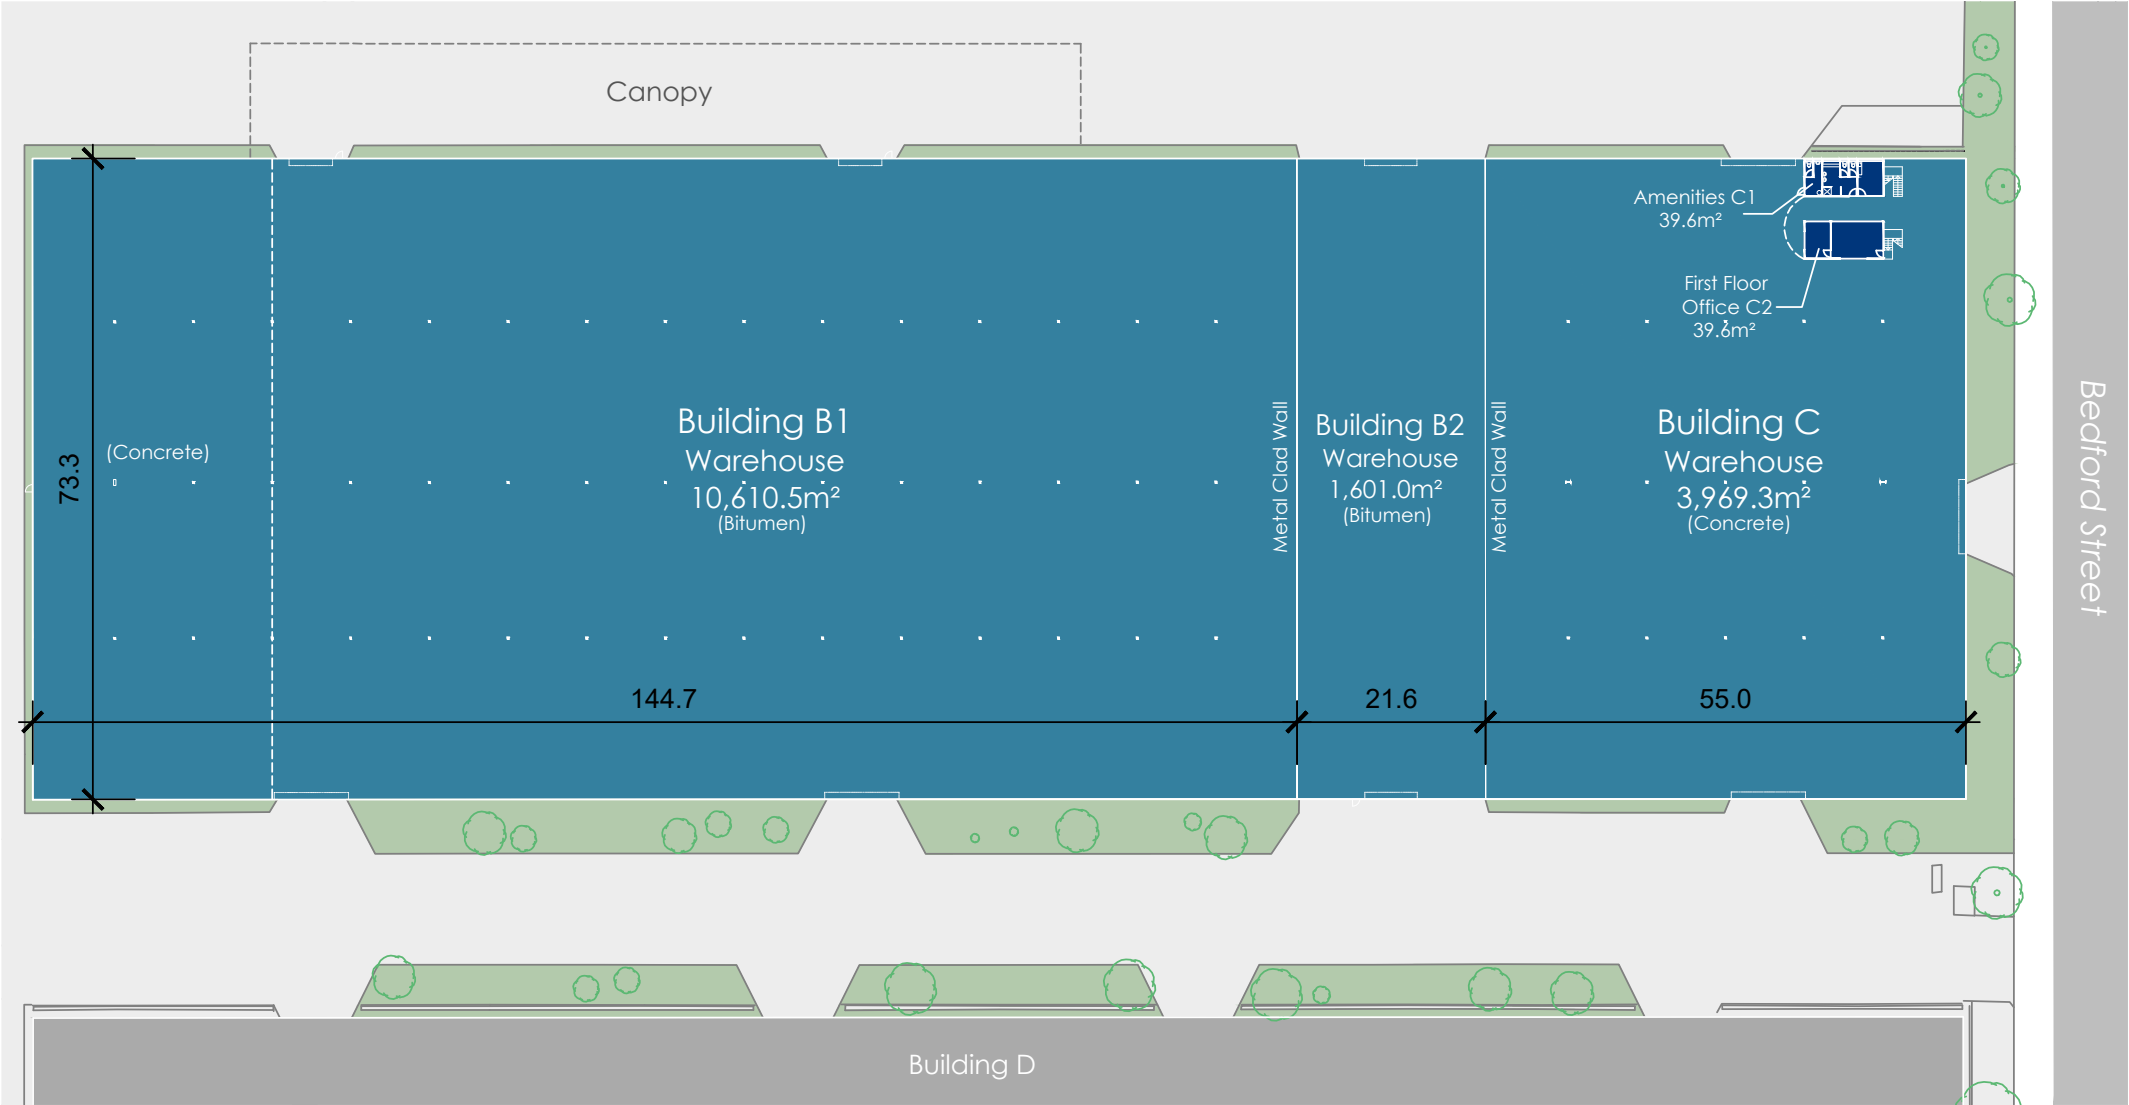 Canopy
Amenities C1
39.6m²
First Floor
Office C2
39.6m²
(Concrete)
73.3
Building B1
Warehouse
10,610.5m²
(Bitumen)
Metal Clad Wall
Building B2
Warehouse
1,601.0m²
(Bitumen)
Metal Clad Wall
Building C
Warehouse
3,969.3m²
(Concrete)
Bedford Street
144.7
21.6
55.0
Building D